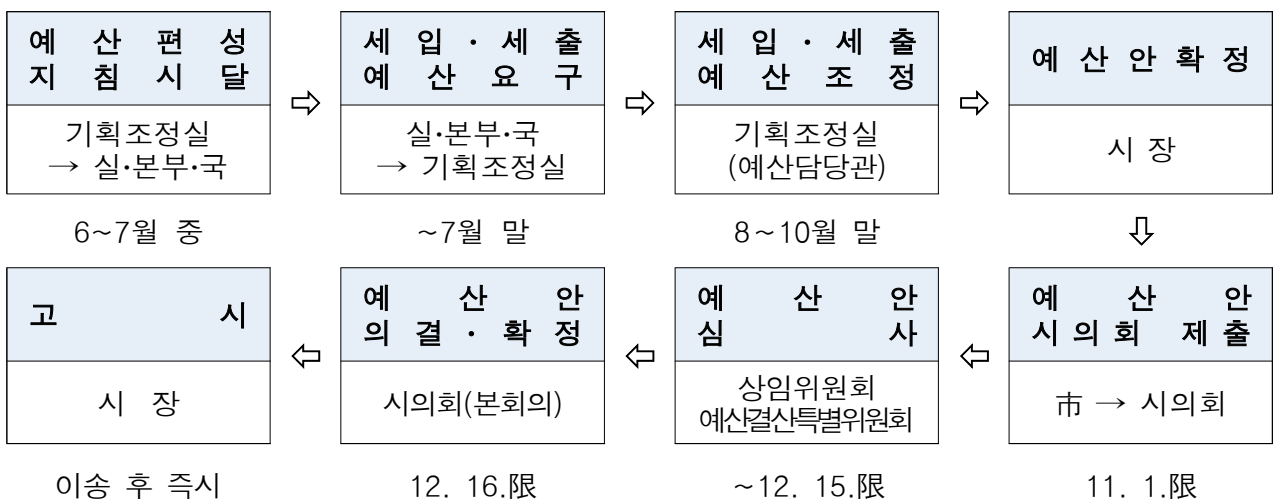 예 산 편 성
지 침 시 달
기획조정실
→ 실·본부·국
6~7월 중
⇨
세 입 · 세 출
예 산 요 구
실·본부·국
→ 기획조정실
~7월 말
⇨
세 입 · 세 출
예 산 조 정
기획조정실
(예산담당관)
8~10월 말
⇨
예 산 안 확 정
시 장
⇩
예 산 안
시 의 회 제 출
市 → 시의회
11. 1.限
⇦
예 산 안
심 사
상임위원회
예산결산특별위원회
~12. 15.限
⇦
예 산 안
의 결 · 확 정
시의회(본회의)
12. 16.限
⇦
고 시
시 장
이송 후 즉시